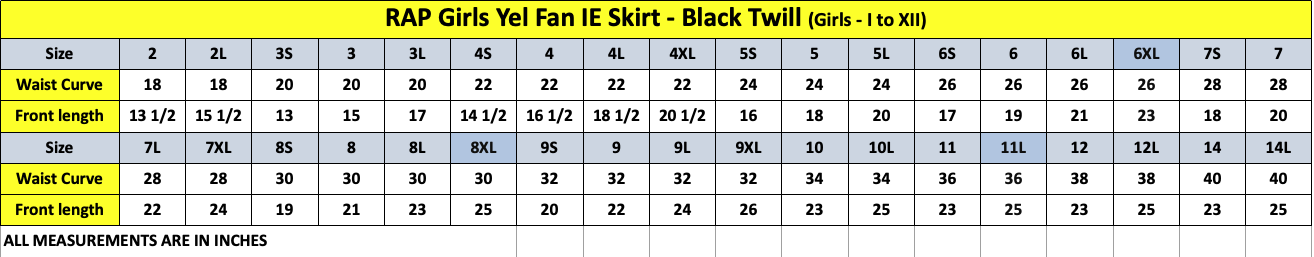 RAP Girls Yel Fan IE Skirt - Black Twill (Girls - I to XII)
Size 2 2L 3S 3 3L 4S 4 4L 4XL 5S 5 5L 6S 6 6L 6XL 7S 7
Waist Curve 18 18 20 20 20 22 22 22 22 24 24 24 26 26 26 26 28 28
Front length 13 1/2 15 1/2 13 15 17 14 1/2 16 1/2 18 1/2 20 1/2 16 18 20 17 19 21 23 18 20
Size 7L 7XL 8S 8 8L 8XL 9S 9 9L 9XL 10 10L 11 11L 12 12L 14 14L
Waist Curve 28 28 30 30 30 30 32 32 32 32 34 34 36 36 38 38 40 40
Front length 22 24 19 21 23 25 20 22 24 26 23 25 23 25 23 25 23 25
ALL MEASUREMENTS ARE IN INCHES